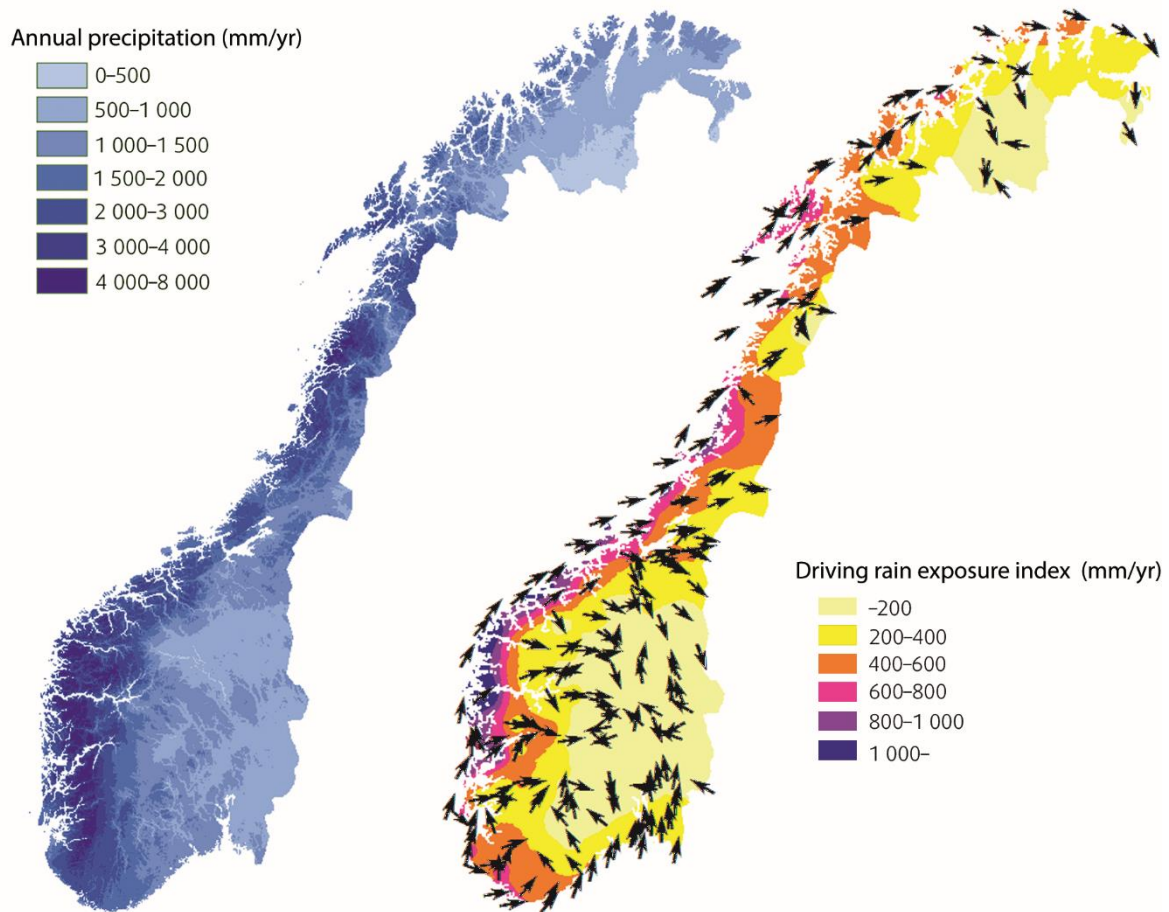 Annual precipitation (mm/yr)
0–500
500–1 000
1 000–1 500
1 500–2 000
2 000–3 000
3 000–4 000
4 000–8 000
Driving rain exposure index (mm/yr)
–200
200–400
400–600
600–800
800–1 000
1 000–